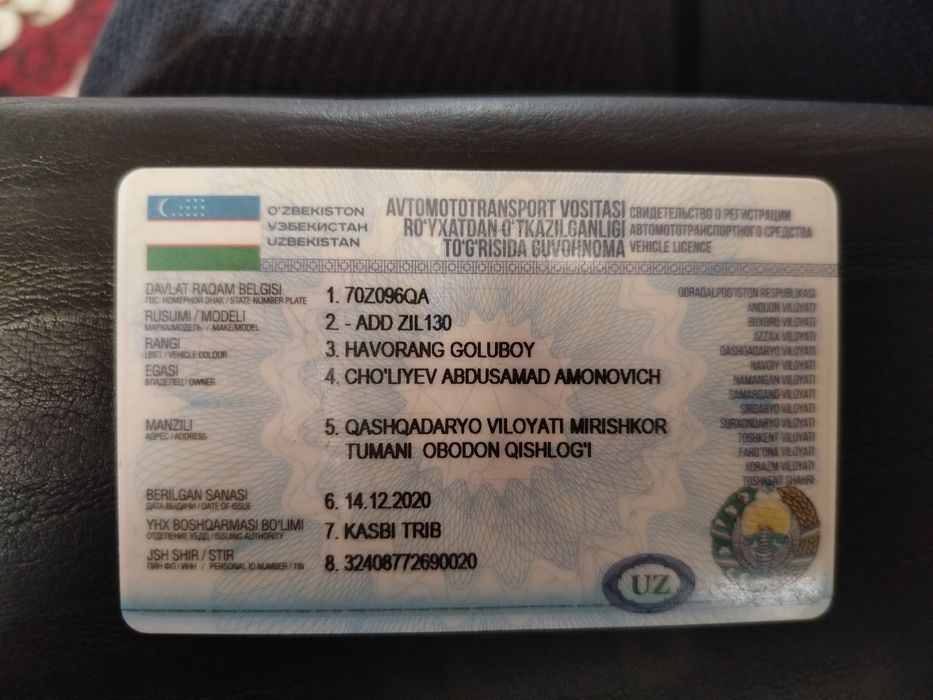 O'ZBEKISTON
ЎЗБЕКИСТАН
UZBEKISTAN
AVTOMOTOTRANSPORT VOSITASI
RO'YXATDAN O'TKAZILGANLIGI
TO'G'RISIDA GUVOHNOMA
СВИДЕТЕЛЬСТВО О РЕГИСТРАЦИИ
АВТОМОТОТРАНСПОРТНОГО СРЕДСТВА
VEHICLE LICENCE
DAVLAT RAQAM BELGISI
ГОС. НОМЕРНОЙ ЗНАК / STATE NUMBER PLATE
1. 70Z096QA
RUSUMI / MODELI
МАРКА/МОДЕЛЬ / MAKE/MODEL
2. - ADD ZIL130
RANGI
ЦВЕТ / VEHICLE COLOUR
3. HAVORANG GOLUBOY
EGASI
ВЛАДЕЛЕЦ / OWNER
4. CHO'LIYEV ABDUSAMAD AMONOVICH
MANZILI
АДРЕС / ADDRESS
5. QASHQADARYO VILOYATI MIRISHKOR
TUMANI OBODON QISHLOG'I
BERILGAN SANASI
ДАТА ВЫДАЧИ / DATE OF ISSUE
6. 14.12.2020
YHX BOSHQARMASI BO'LIMI
ОТДЕЛЕНИЕ УБДД / ISSUING AUTHORITY
7. KASBI TRIB
JSH SHIR / STIR
ПИН ФЛ / ИНН / PERSONAL ID NUMBER / TIN
8. 32408772690020
QORAQALPOG'ISTON RESPUBLIKASI
ANDIJON VILOYATI
BUXORO VILOYATI
JIZZAX VILOYATI
QASHQADARYO VILOYATI
NAVOIY VILOYATI
NAMANGAN VILOYATI
SAMARQAND VILOYATI
SIRDARYO VILOYATI
SURXONDARYO VILOYATI
TOSHKENT VILOYATI
FARG'ONA VILOYATI
XORAZM VILOYATI
TOSHKENT SHAHRI
UZ